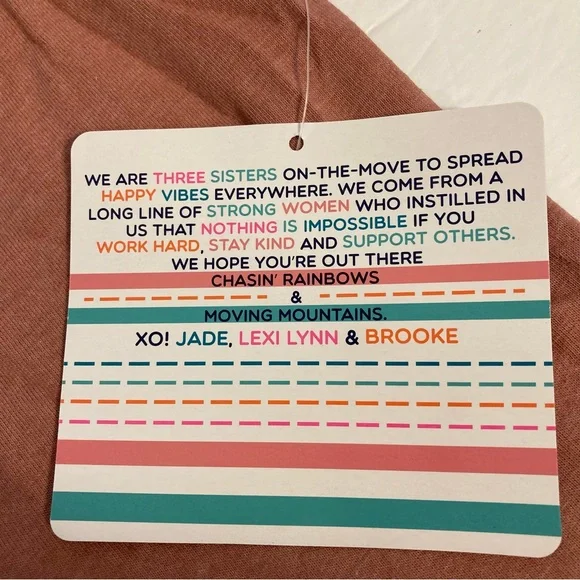 WE ARE THREE SISTERS ON-THE-MOVE TO SPREAD
HAPPY VIBES EVERYWHERE. WE COME FROM A
LONG LINE OF STRONG WOMEN WHO INSTILLED IN
US THAT NOTHING IS IMPOSSIBLE IF YOU
WORK HARD, STAY KIND AND SUPPORT OTHERS.
WE HOPE YOU'RE OUT THERE
CHASIN' RAINBOWS
&
MOVING MOUNTAINS.
XO! JADE, LEXI LYNN & BROOKE